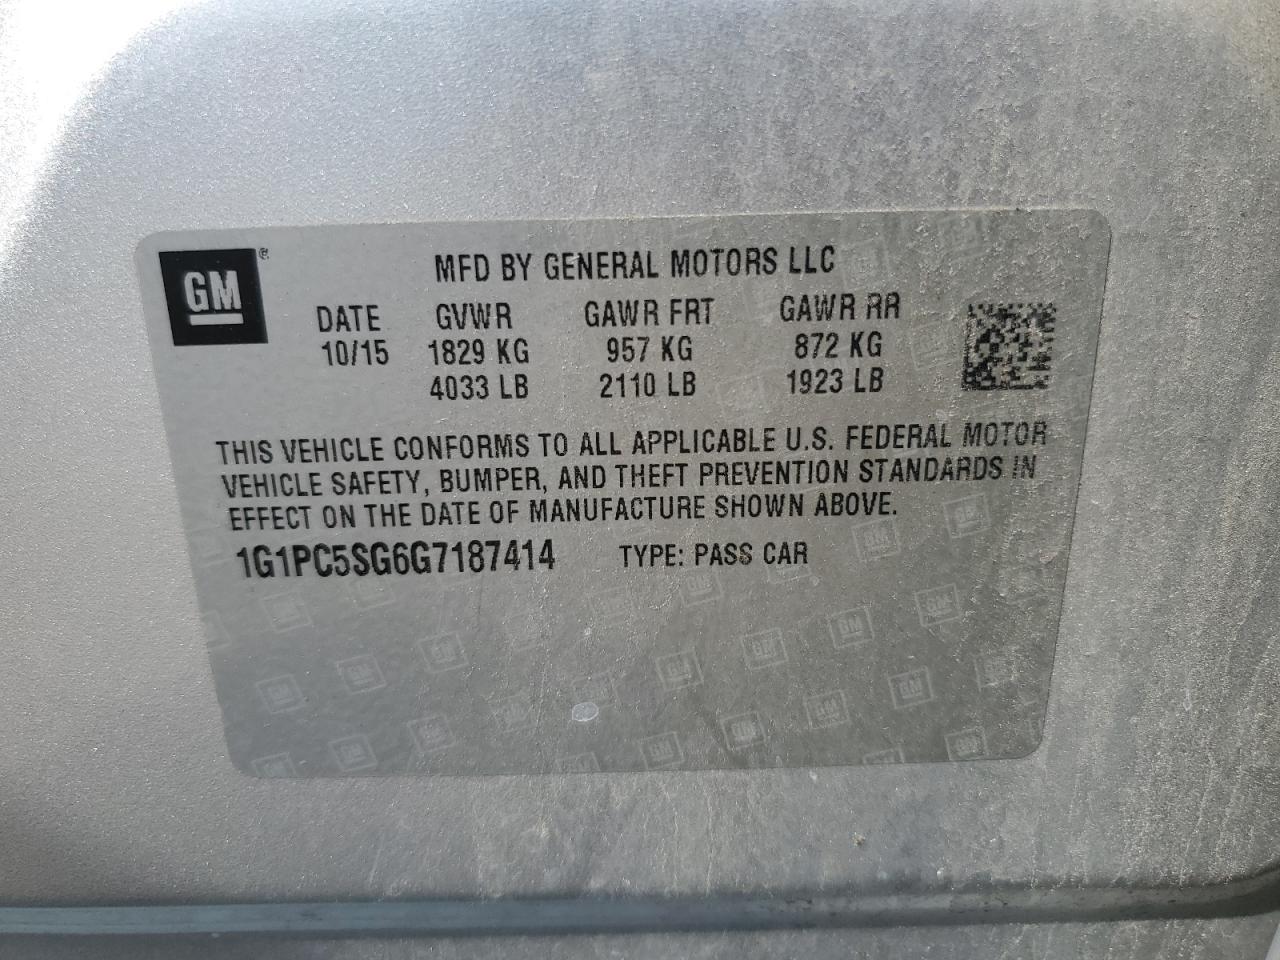 GM
MFD BY GENERAL MOTORS LLC
DATE GVWR GAWR FRT GAWR RR
10/15 1829 KG 957 KG 872 KG
4033 LB 2110 LB 1923 LB
THIS VEHICLE CONFORMS TO ALL APPLICABLE U.S. FEDERAL MOTOR
VEHICLE SAFETY, BUMPER, AND THEFT PREVENTION STANDARDS IN
EFFECT ON THE DATE OF MANUFACTURE SHOWN ABOVE.
1G1PC5SG6G7187414 TYPE: PASS CAR